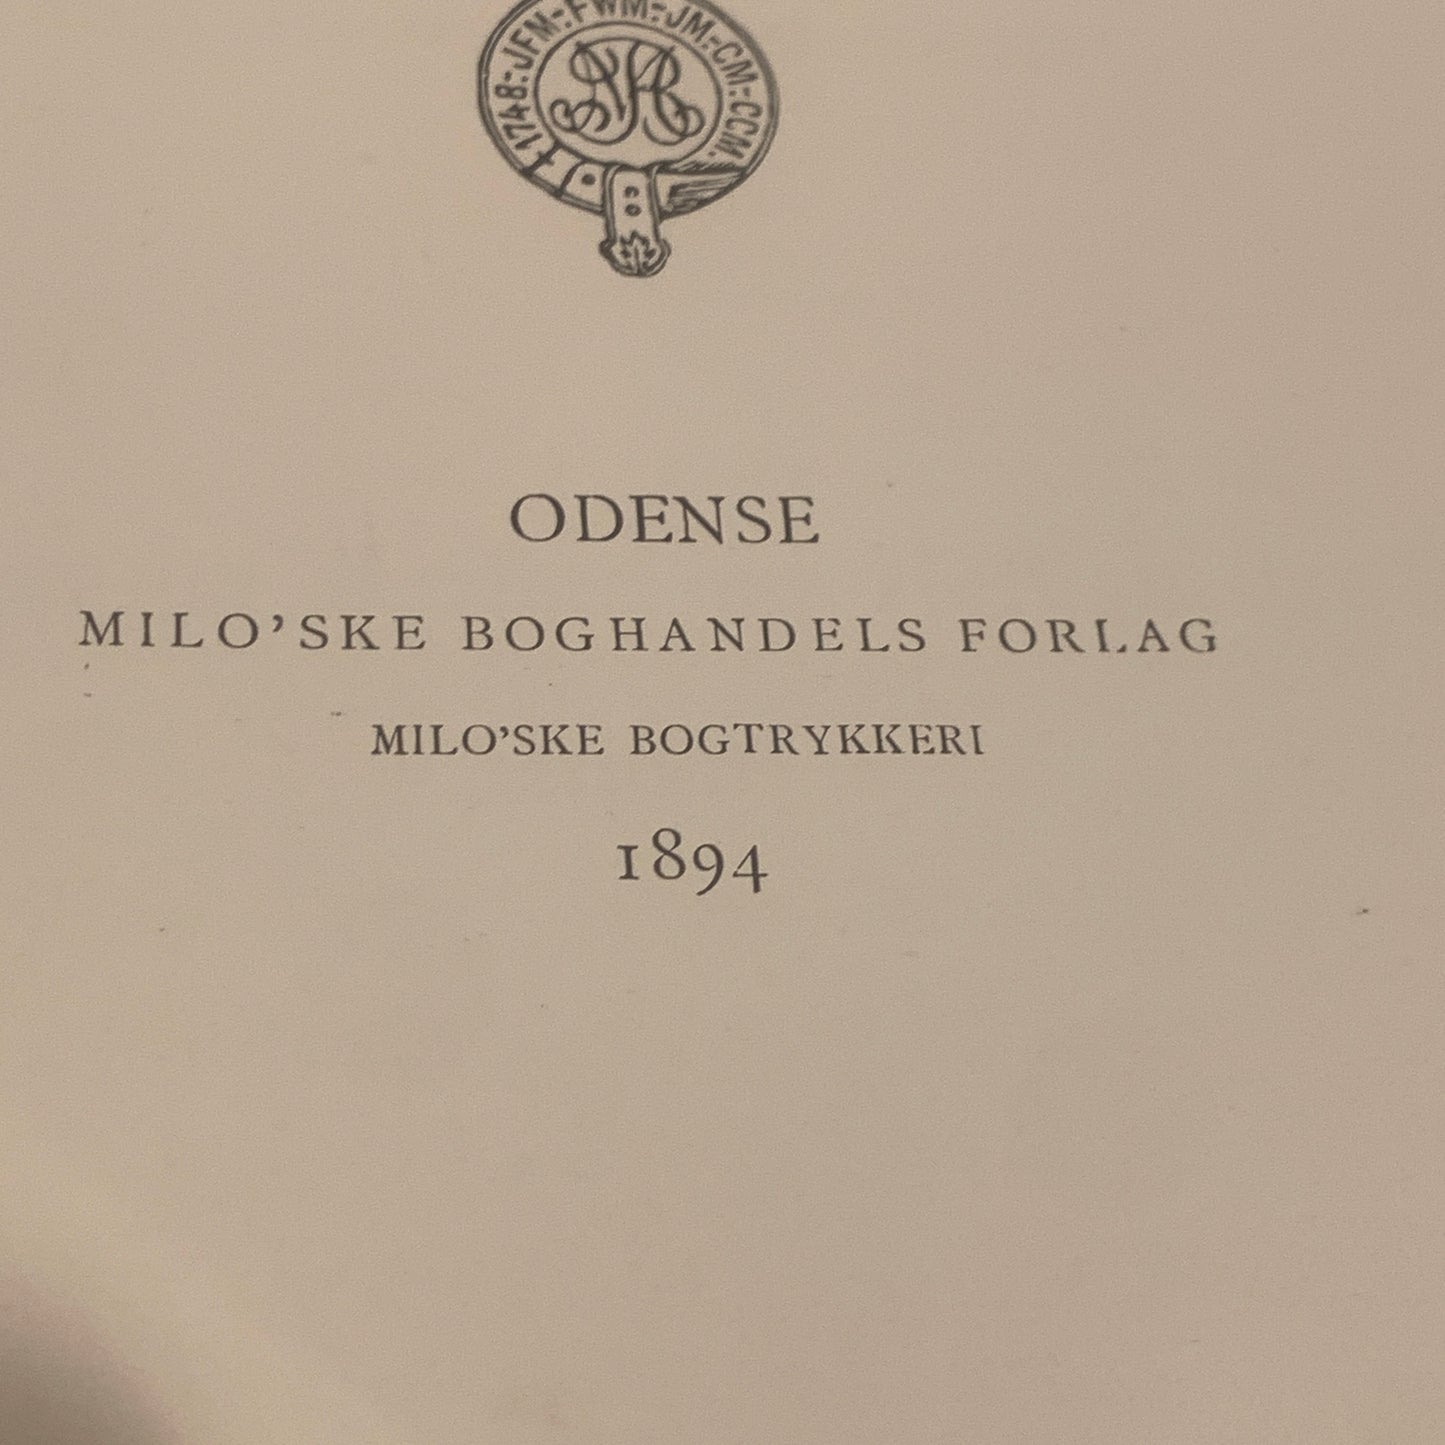 1748:JFM:FWM:JM:CM:CCM.
ODENSE
MILO'SKE BOGHANDELS FORLAG
MILO'SKE BOGTRYKKERI
1894